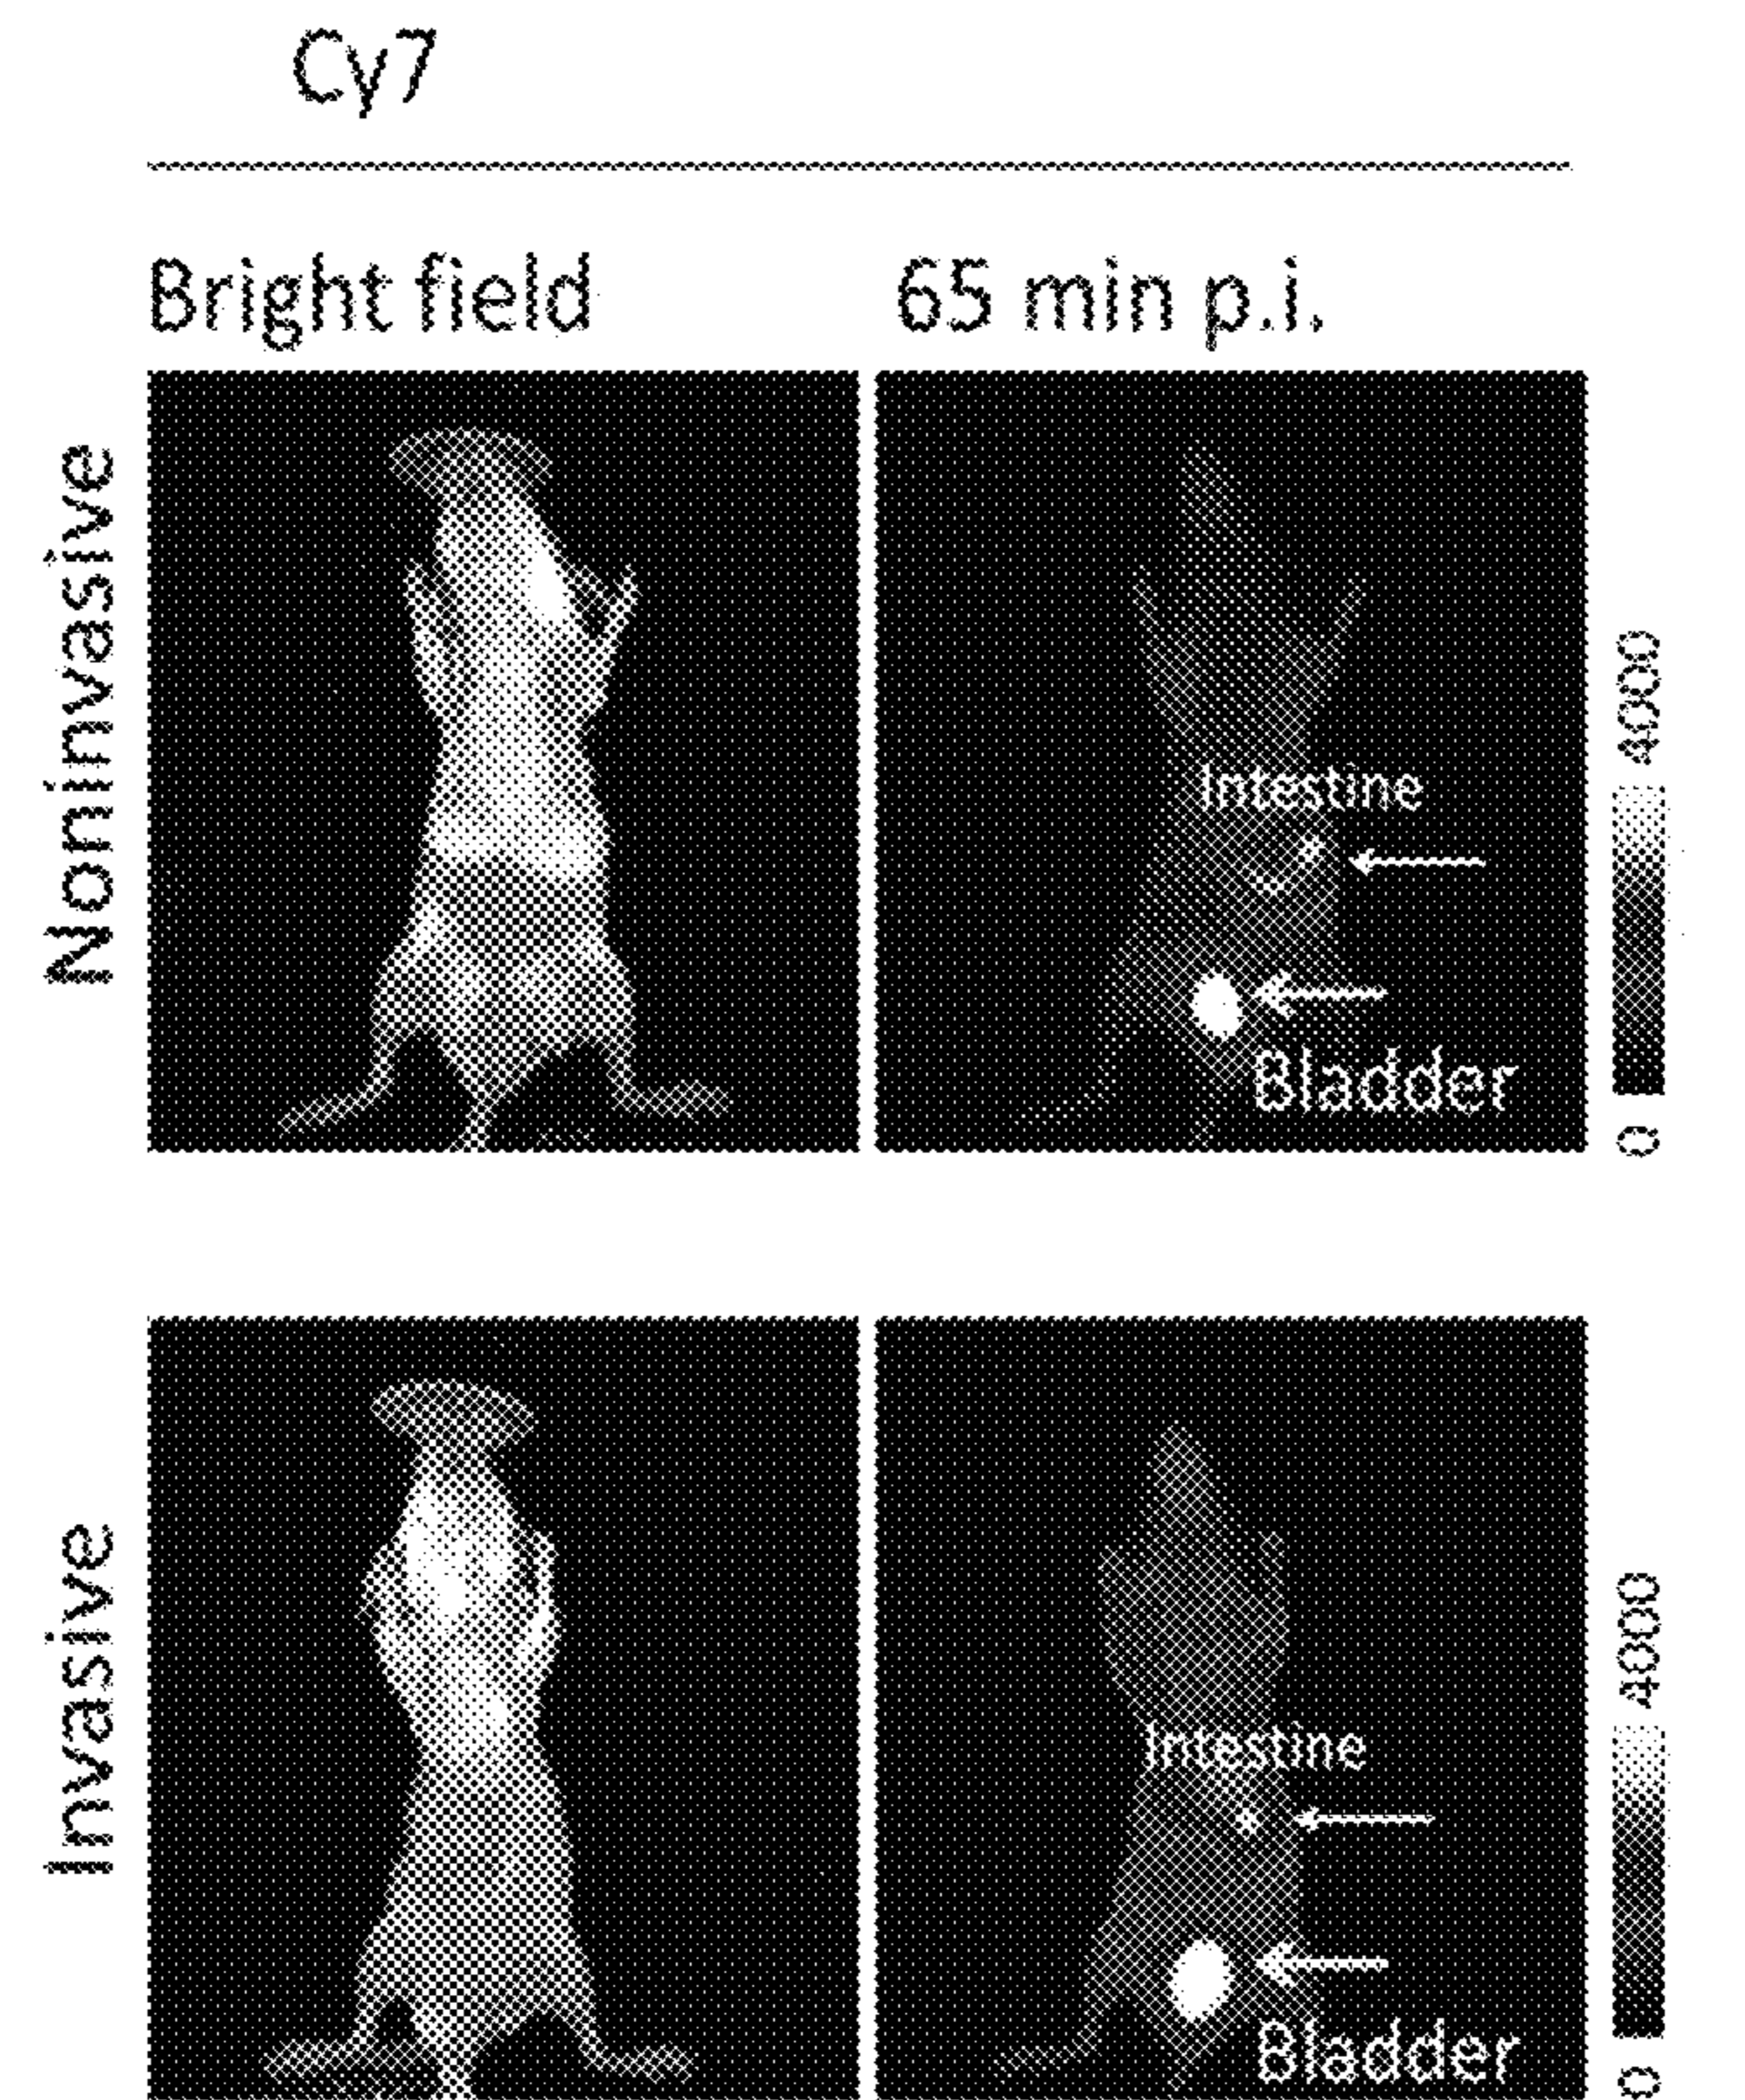 Cy7
Bright field
65 min p.i.
Noninvasive
Intestine
Bladder
4000
0
Invasive
Intestine
Bladder
4000
0